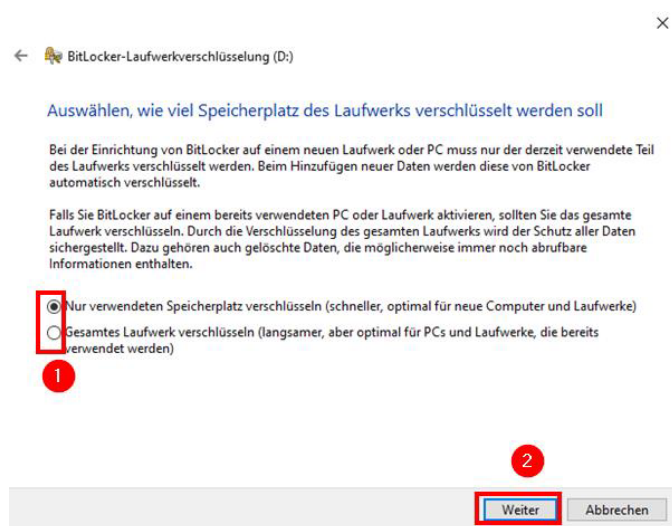 BitLocker-Laufwerkverschlüsselung (D:)
Auswählen, wie viel Speicherplatz des Laufwerks verschlüsselt werden soll
Bei der Einrichtung von BitLocker auf einem neuen Laufwerk oder PC muss nur der derzeit verwendete Teil
des Laufwerks verschlüsselt werden. Beim Hinzufügen neuer Daten werden diese von BitLocker
automatisch verschlüsselt.
Falls Sie BitLocker auf einem bereits verwendeten PC oder Laufwerk aktivieren, sollten Sie das gesamte
Laufwerk verschlüsseln. Durch die Verschlüsselung des gesamten Laufwerks wird der Schutz aller Daten
sichergestellt. Dazu gehören auch gelöschte Daten, die möglicherweise immer noch abrufbare
Informationen enthalten.
Nur verwendeten Speicherplatz verschlüsseln (schneller, optimal für neue Computer und Laufwerke)
Gesamtes Laufwerk verschlüsseln (langsamer, aber optimal für PCs und Laufwerke, die bereits
verwendet werden)
1
2
Weiter Abbrechen